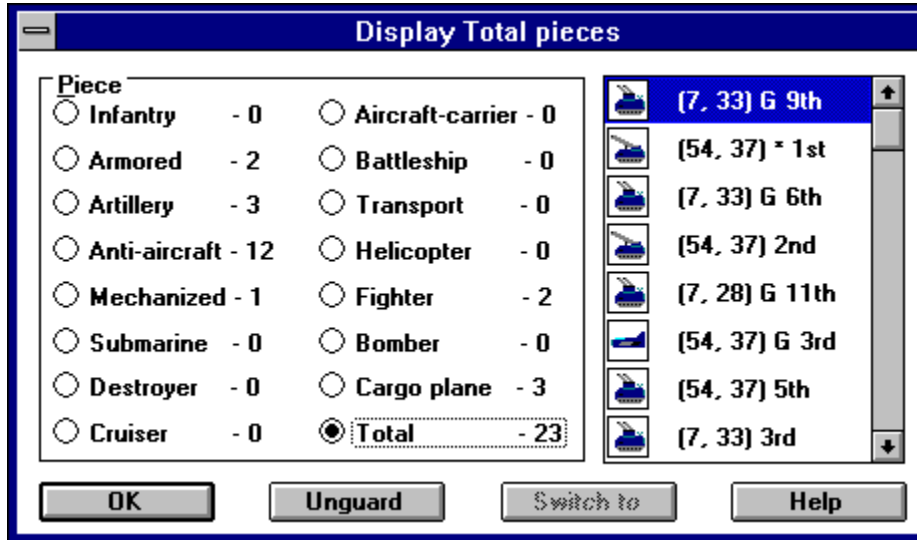 Display Total pieces
Piece
Infantry - 0
Armored - 2
Artillery - 3
Anti-aircraft - 12
Mechanized - 1
Submarine - 0
Destroyer - 0
Cruiser - 0
Aircraft-carrier - 0
Battleship - 0
Transport - 0
Helicopter - 0
Fighter - 2
Bomber - 0
Cargo plane - 3
Total - 23
(7, 33) G 9th
(54, 37) * 1st
(7, 33) G 6th
(54, 37) 2nd
(7, 28) G 11th
(54, 37) G 3rd
(54, 37) 5th
(7, 33) 3rd
OK
Unguard
Switch to
Help